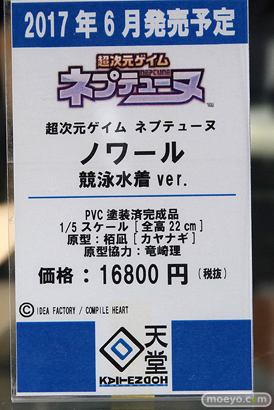 2017年6月発売予定
超次元ゲイム
ネプテューヌ
NEPTUNE
TM
超次元ゲイム ネプテューヌ
ノワール
競泳水着 ver.
PVC 塗装済完成品
1/5 スケール [ 全高 22 cm ]
原型：栢凪 [ カヤナギ ]
原型協力：竜崎理
価格：16800円 (税抜)
© IDEA FACTORY / COMPILE HEART
天堂
moeyo.com